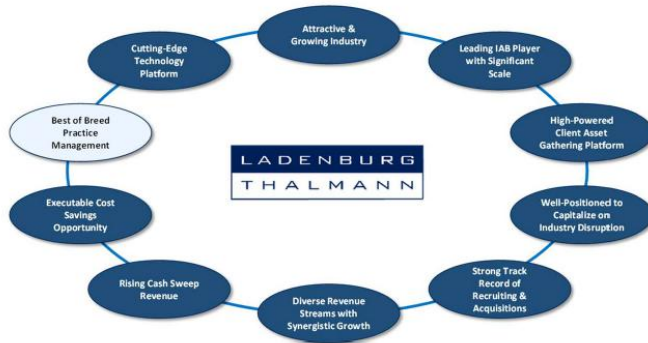 Attractive &
Growing Industry
Leading IAB Player
with Significant
Scale
High-Powered
Client Asset
Gathering Platform
Well-Positioned to
Capitalize on
Industry Disruption
Strong Track
Record of
Recruiting &
Acquisitions
Diverse Revenue
Streams with
Synergistic Growth
Rising Cash Sweep
Revenue
Executable Cost
Savings
Opportunity
Best of Breed
Practice
Management
Cutting-Edge
Technology
Platform
LADENBURG
THALMANN